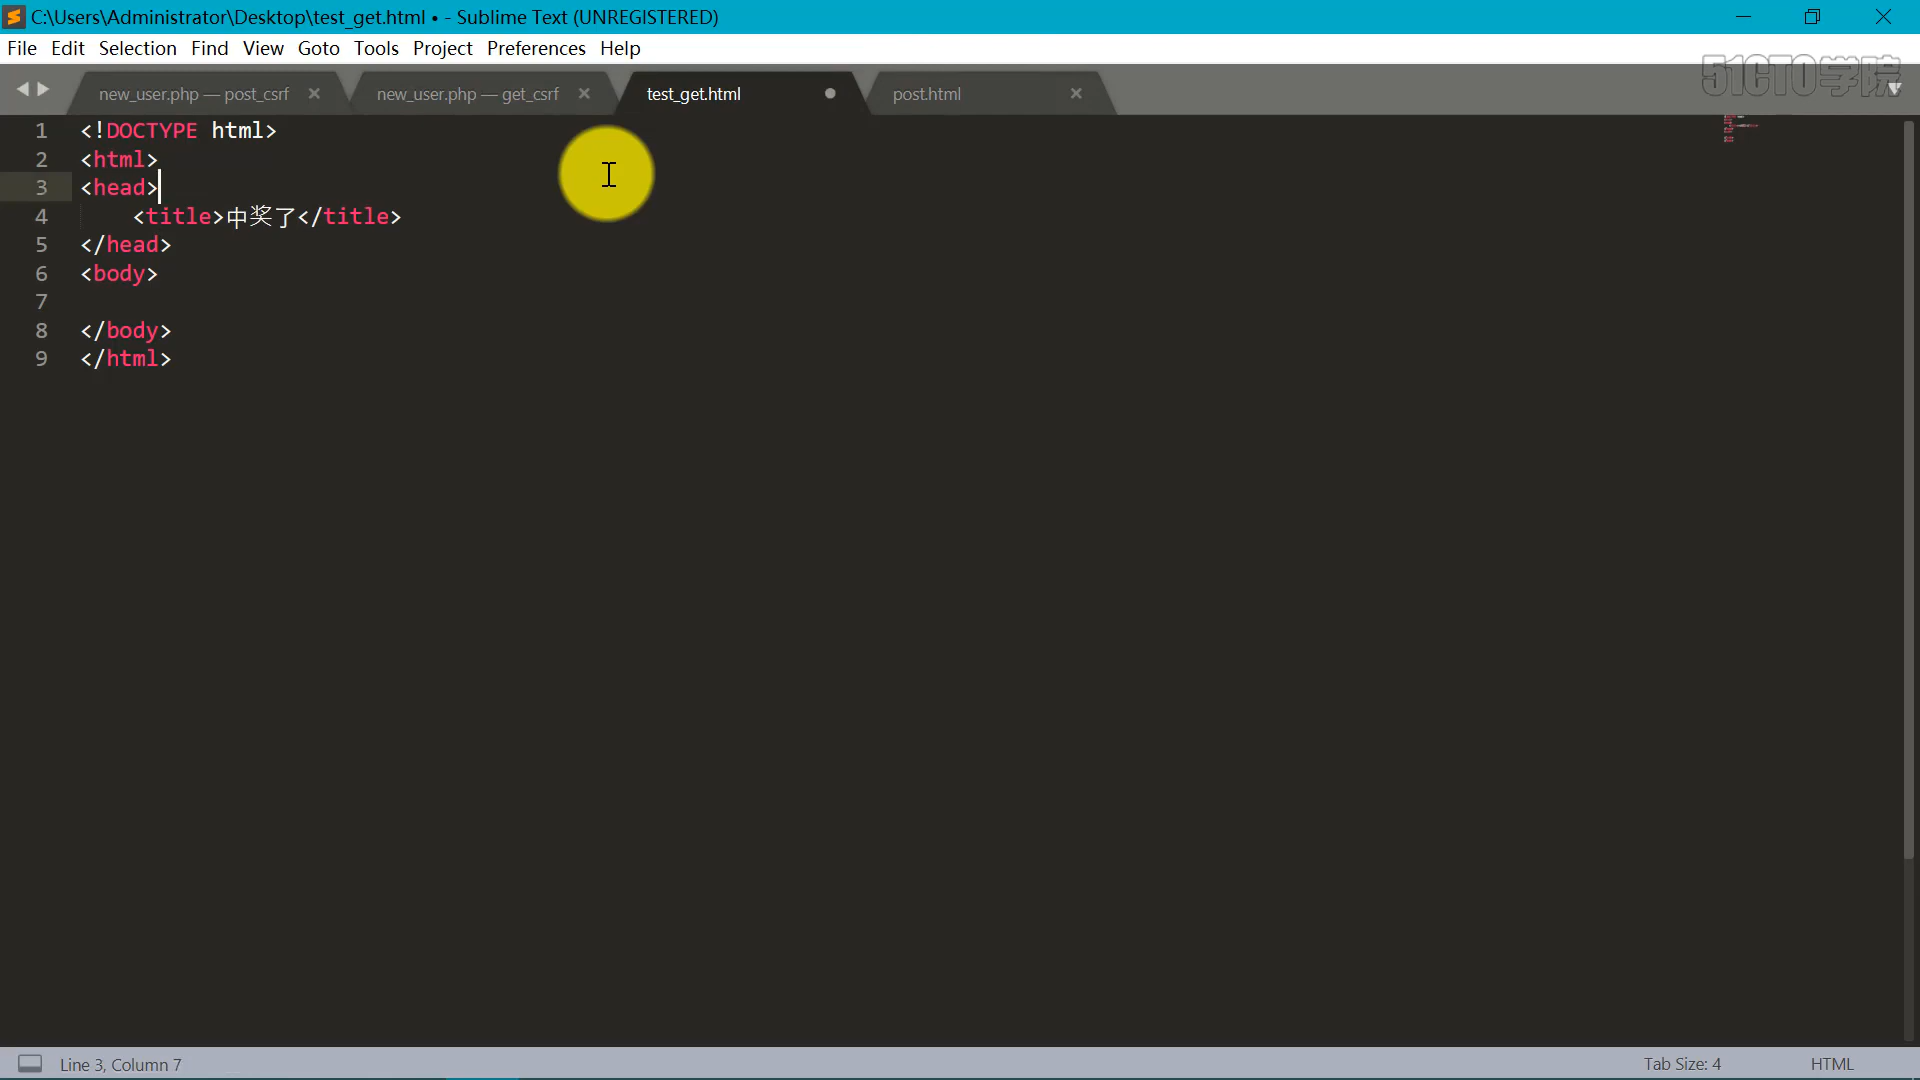 C:\Users\Administrator\Desktop\test_get.html • - Sublime Text (UNREGISTERED)
File Edit Selection Find View Goto Tools Project Preferences Help
new_user.php — post_csrf new_user.php — get_csrf test_get.html post.html
51CTO学院
1 <!DOCTYPE html>
2 <html>
3 <head>
4 <title>中奖了</title>
5 </head>
6 <body>
7
8 </body>
9 </html>
Line 3, Column 7 Tab Size: 4 HTML